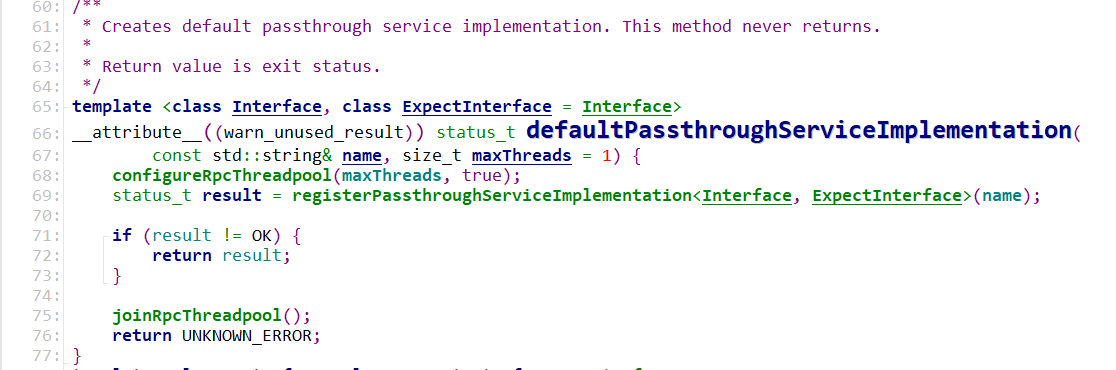 60: /**
61:  * Creates default passthrough service implementation. This method never returns.
62:  *
63:  * Return value is exit status.
64:  */
65: template <class Interface, class ExpectInterface = Interface>
66: __attribute__((warn_unused_result)) status_t defaultPassthroughServiceImplementation(
67:         const std::string& name, size_t maxThreads = 1) {
68:     configureRpcThreadpool(maxThreads, true);
69:     status_t result = registerPassthroughServiceImplementation<Interface, ExpectInterface>(name);
70:
71:     if (result != OK) {
72:         return result;
73:     }
74:
75:     joinRpcThreadpool();
76:     return UNKNOWN_ERROR;
77: }